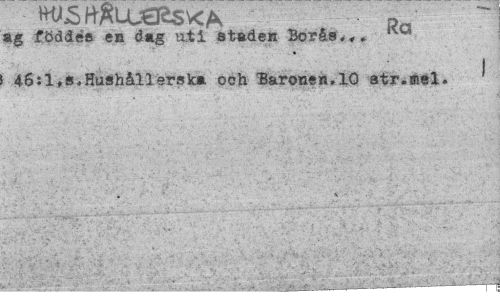 HUSHÅLLERSKA
ag föddes en dag uti staden Borås... Ra
46:1,s.Hushållerska och Baronen.10 str.mel.